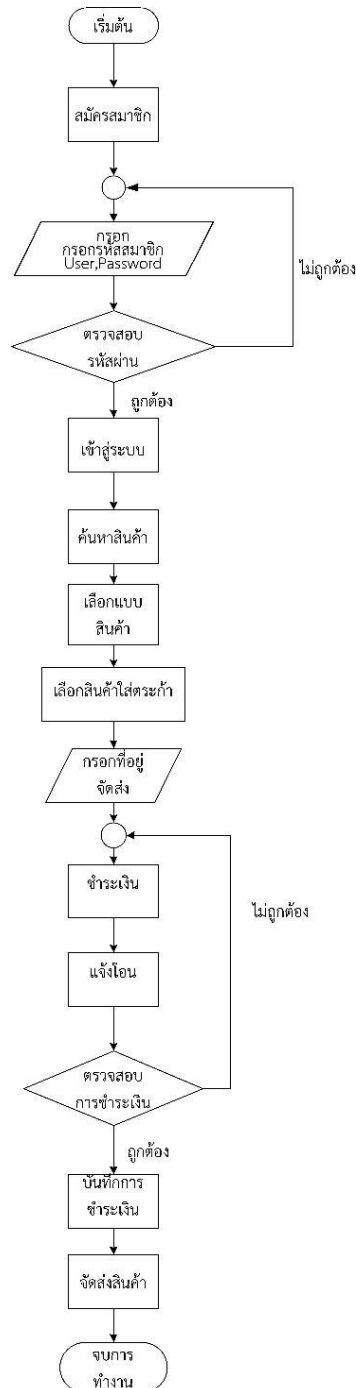 เริ่มต้น
สมัครสมาชิก
กรอก
กรอกรหัสสมาชิก
User,Password
ไม่ถูกต้อง
ตรวจสอบ
รหัสผ่าน
ถูกต้อง
เข้าสู่ระบบ
ค้นหาสินค้า
เลือกแบบ
สินค้า
เลือกสินค้าใส่ตระก้า
กรอกที่อยู่
จัดส่ง
ชำระเงิน
ไม่ถูกต้อง
แจ้งโอน
ตรวจสอบ
การชำระเงิน
ถูกต้อง
บันทึกการ
ชำระเงิน
จัดส่งสินค้า
จบการ
ทำงาน